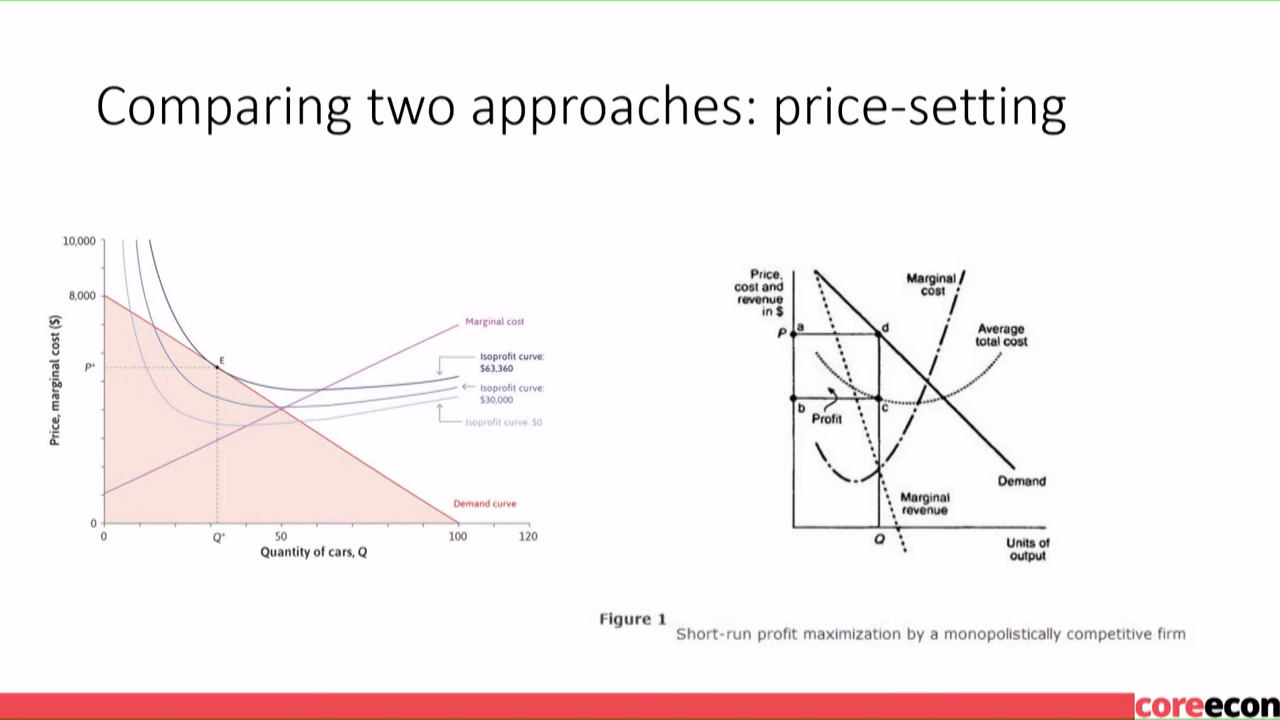 Comparing two approaches: price-setting
10,000
8,000
P*
0
Price, marginal cost ($)
E
Marginal cost
Isoprofit curve:
$63,360
Isoprofit curve:
$30,000
Isoprofit curve: $0
Demand curve
0
Q*
50
100
120
Quantity of cars, Q
Price,
cost and
revenue
in $
P
a
d
b
c
Profit
Marginal
cost
Average
total cost
Demand
Marginal
revenue
Q
Units of
output
Figure 1
Short-run profit maximization by a monopolistically competitive firm
coreecon